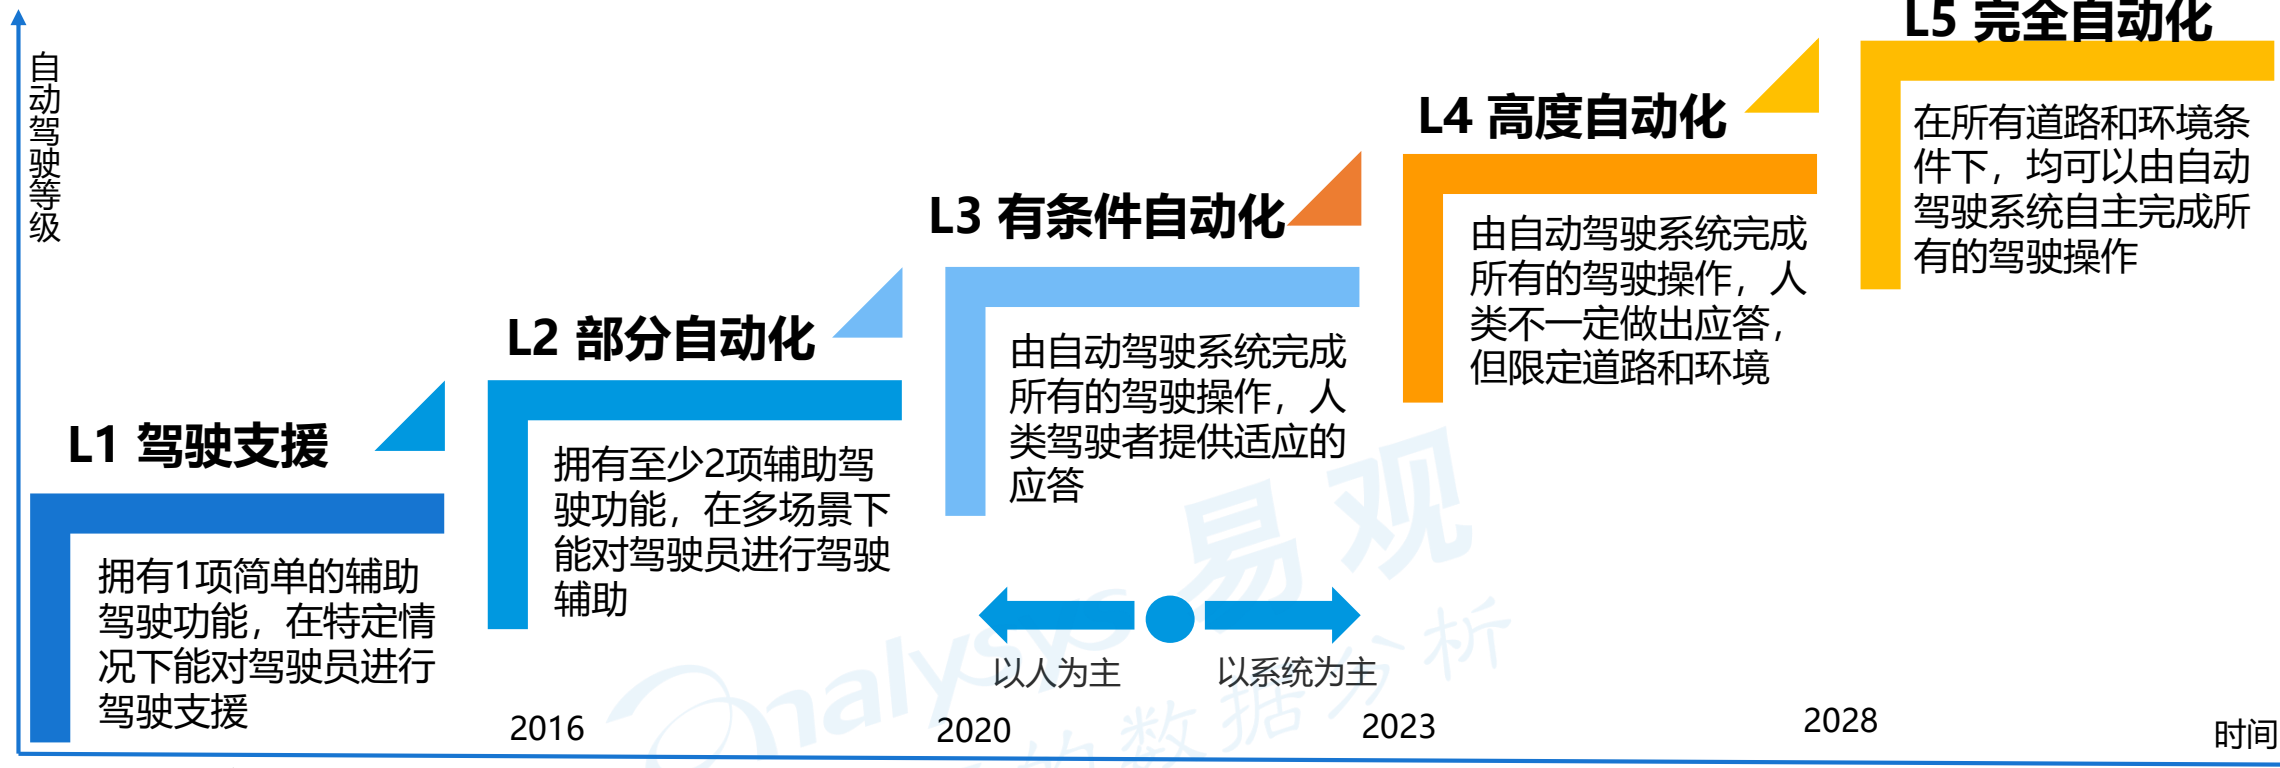 自动驾驶等级
L5 完全自动化
在所有道路和环境条
件下，均可以由自动
驾驶系统自主完成所
有的驾驶操作
L4 高度自动化
由自动驾驶系统完成
所有的驾驶操作，人
类不一定做出应答，
但限定道路和环境
L3 有条件自动化
由自动驾驶系统完成
所有的驾驶操作，人
类驾驶者提供适应的
应答
L2 部分自动化
拥有至少2项辅助驾
驶功能，在多场景下
能对驾驶员进行驾驶
辅助
L1 驾驶支援
拥有1项简单的辅助
驾驶功能，在特定情
况下能对驾驶员进行
驾驶支援
以人为主
以系统为主
2016
2020
2023
2028
时间
analysys 易观
的数据分析